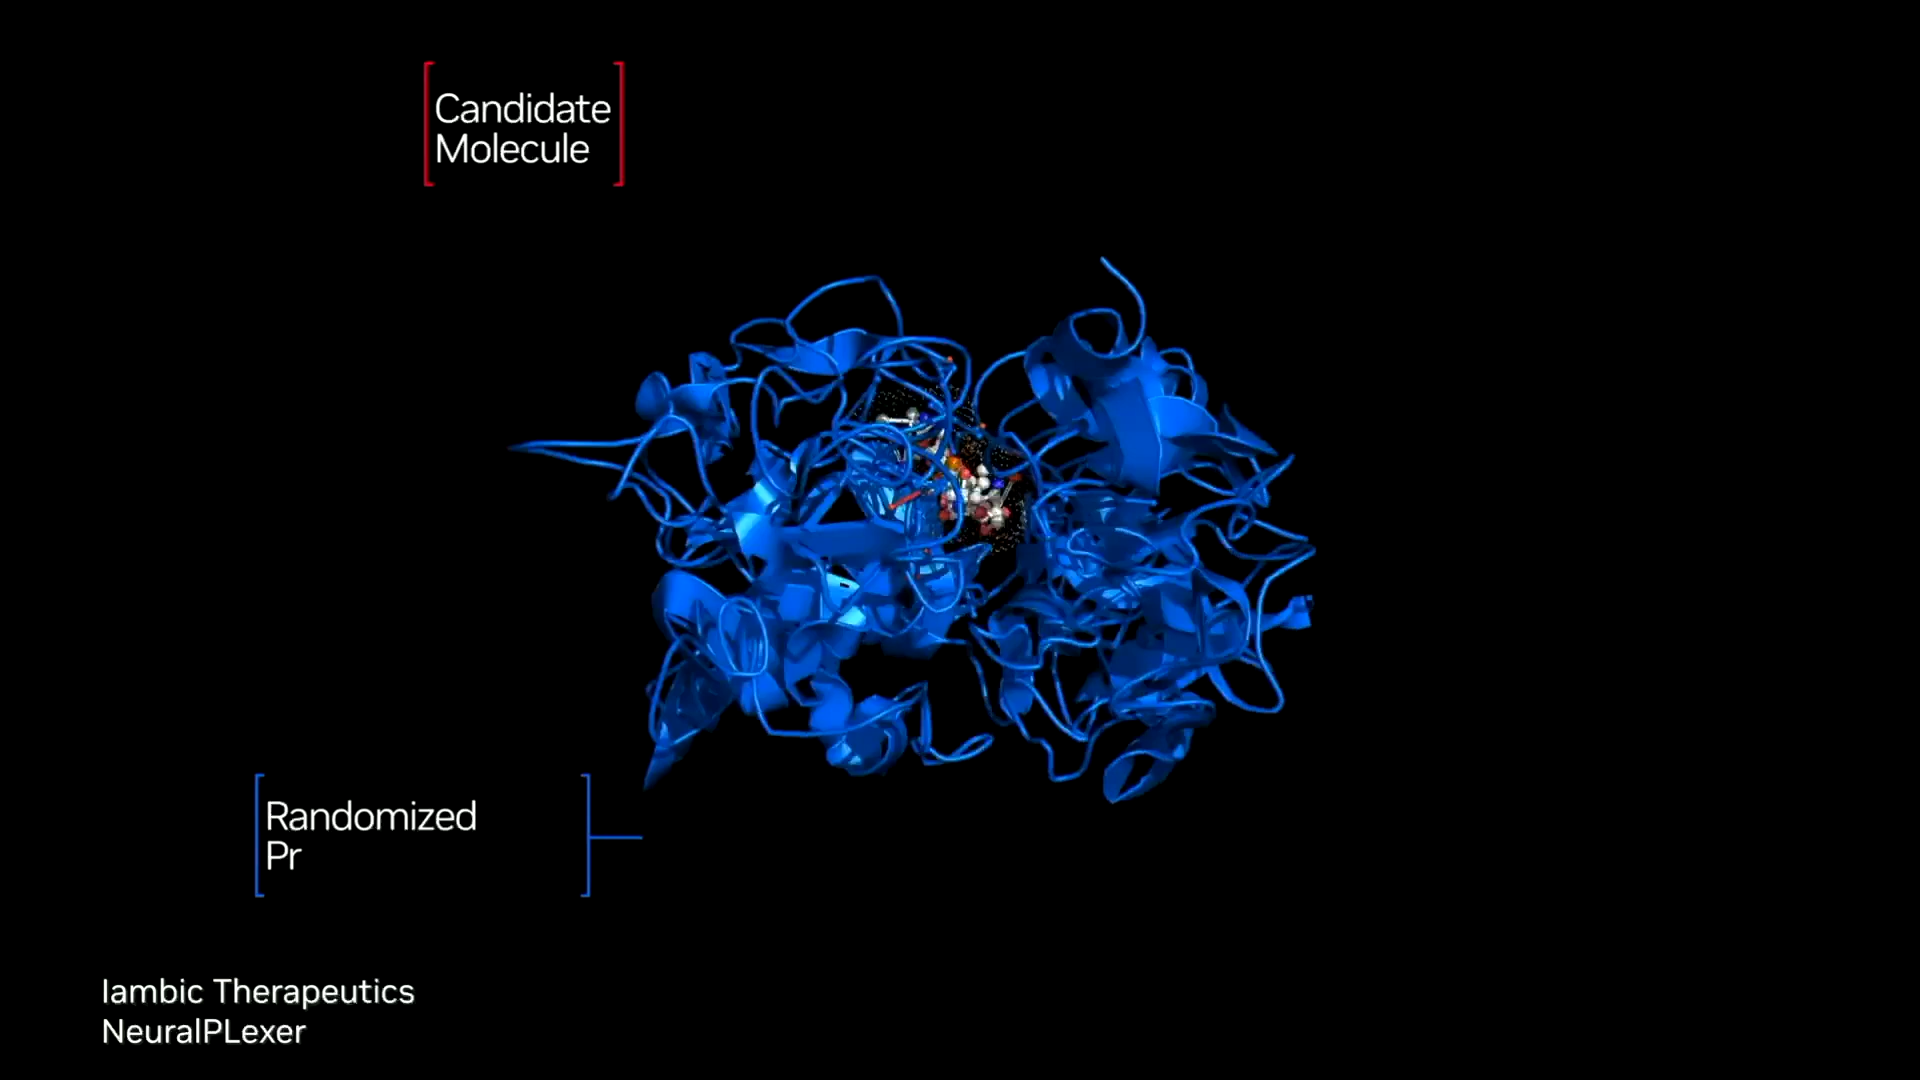 Candidate
Molecule
Randomized
Pr
Iambic Therapeutics
NeuralPLexer